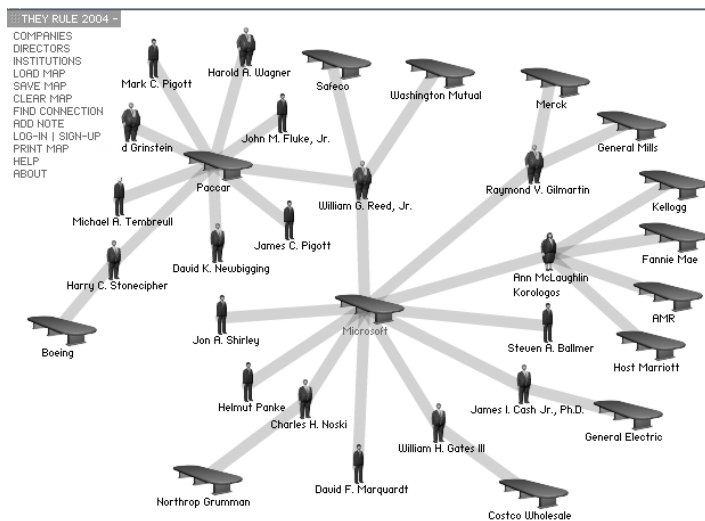 THEY RULE 2004 -
COMPANIES
DIRECTORS
INSTITUTIONS
LOAD MAP
SAVE MAP
CLEAR MAP
FIND CONNECTION
ADD NOTE
LOG-IN | SIGN-UP
PRINT MAP
HELP
ABOUT
Mark C. Pigott
Harold A. Wagner
Safeco
Washington Mutual
Merck
d Grinstein
John M. Fluke, Jr.
General Mills
Paccar
William G. Reed, Jr.
Raymond V. Gilmartin
Kellogg
Michael A. Tembreull
James C. Pigott
David K. Newbigging
Fannie Mae
Ann McLaughlin
Korologos
Harry C. Stonecipher
AMR
Boeing
Jon A. Shirley
Microsoft
Steven A. Ballmer
Host Marriott
Helmut Panke
Charles H. Noski
James I. Cash Jr., Ph.D.
General Electric
William H. Gates III
Northrop Grumman
David F. Marquardt
Costco Wholesale